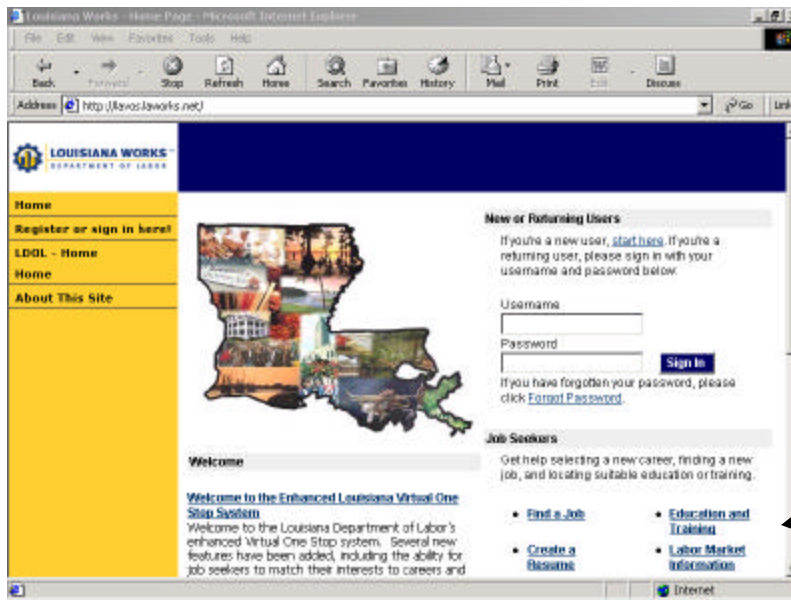 Louisiana Works - Home Page - Microsoft Internet Explorer
File Edit View Favorites Tools Help
Back Forward Stop Refresh Home Search Favorites History Mail Print Edit Discuss
Address http://lavos.laworks.net/ Go Link
LOUISIANA WORKS
DEPARTMENT OF LABOR
Home
Register or sign in here!
LDOL - Home
Home
About This Site
New or Returning Users
If you're a new user, start here. If you're a
returning user, please sign in with your
username and password below.
Username
Password
Sign In
If you have forgotten your password, please
click Forgot Password.
Welcome
Welcome to the Enhanced Louisiana Virtual One
Stop System
Welcome to the Louisiana Department of Labor's
enhanced Virtual One Stop system. Several new
features have been added, including the ability for
job seekers to match their interests to careers and
Job Seekers
Get help selecting a new career, finding a new
job, and locating suitable education or training.
• Find a Job
• Create a
Resume
• Education and
Training
• Labor Market
Information
Internet